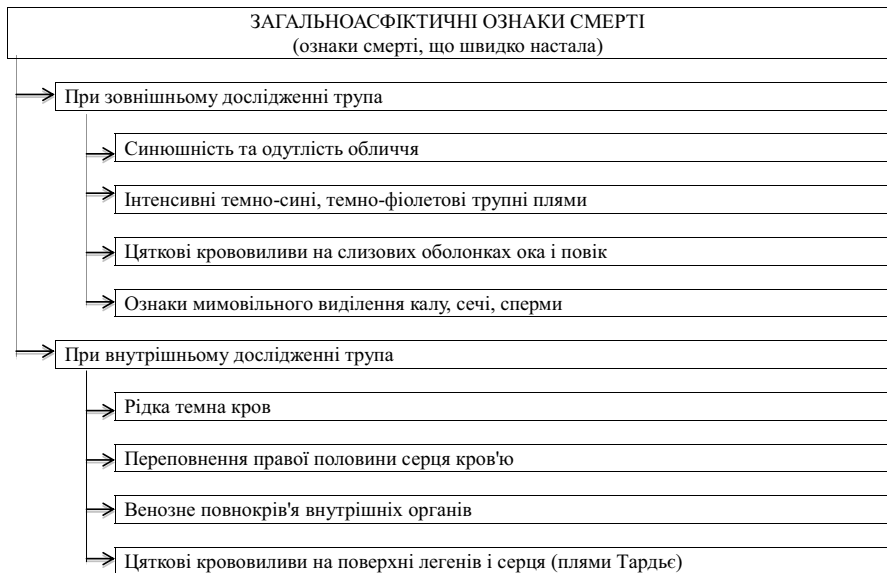 ЗАГАЛЬНОАСФІКТИЧНІ ОЗНАКИ СМЕРТІ
(ознаки смерті, що швидко настала)
При зовнішньому дослідженні трупа
Синюшність та одутлість обличчя
Інтенсивні темно-сині, темно-фіолетові трупні плями
Цяткові крововиливи на слизових оболонках ока і повік
Ознаки мимовільного виділення калу, сечі, сперми
При внутрішньому дослідженні трупа
Рідка темна кров
Переповнення правої половини серця кров'ю
Венозне повнокрів'я внутрішніх органів
Цяткові крововиливи на поверхні легенів і серця (плями Тардьє)